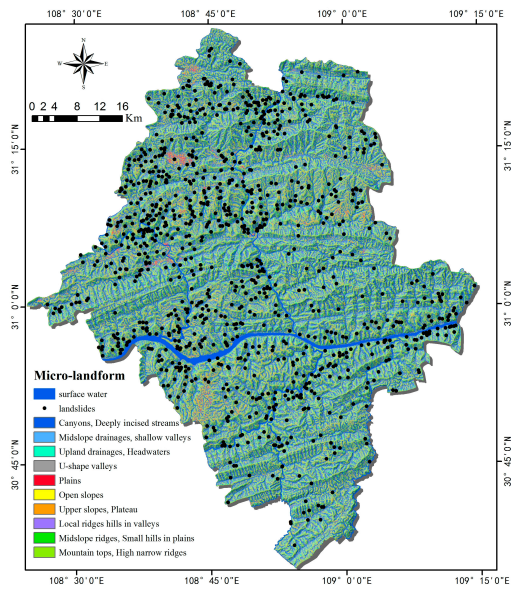 108° 30′0″E 108° 45′0″E 109° 0′0″E 109° 15′0″E
N
W E
S
0 2 4 8 12 16
Km
31° 15′0″N 31° 15′0″N
31° 0′0″N 31° 0′0″N
30° 45′0″N 30° 45′0″N
Micro-landform
surface water
landslides
Canyons, Deeply incised streams
Midslope drainages, shallow valleys
Upland drainages, Headwaters
U-shape valleys
Plains
Open slopes
Upper slopes, Plateau
Local ridges hills in valleys
Midslope ridges, Small hills in plains
Mountain tops, High narrow ridges
108° 30′0″E 108° 45′0″E 109° 0′0″E 109° 15′0″E